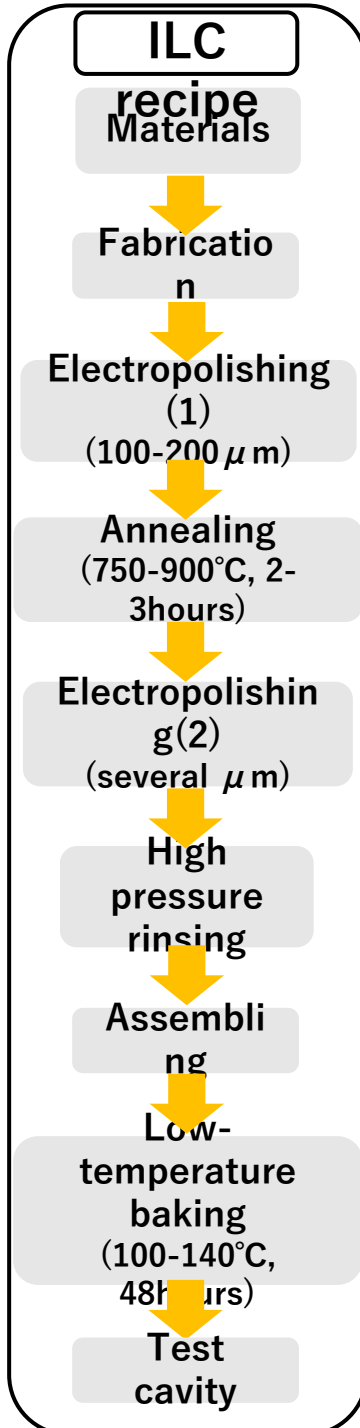 ILC
recipe
Materials
Fabricatio
n
Electropolishing
(1)
(100-200μm)
Annealing
(750-900℃, 2-
3hours)
Electropolishin
g(2)
(several μm)
High
pressure
rinsing
Assembli
ng
Low-
temperature
baking
(100-140℃,
48hours)
Test
cavity